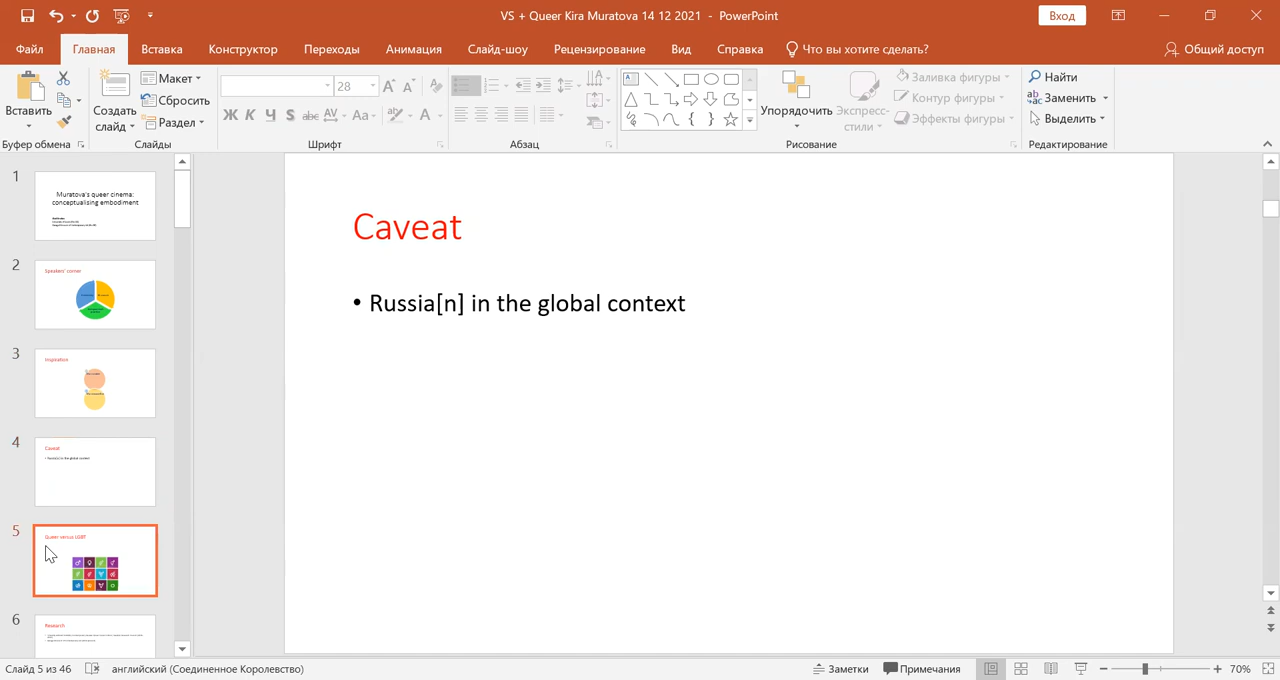 VS + Queer Kira Muratova 14 12 2021 - PowerPoint
Вход
Файл Главная Вставка Конструктор Переходы Анимация Слайд-шоу Рецензирование Вид Справка Что вы хотите сделать? Общий доступ
Вставить
Создать слайд
Макет
Сбросить
Раздел
28
Ж К Ч S abc AV Aa А
Упорядочить
Экспресс-стили
Заливка фигуры
Контур фигуры
Эффекты фигуры
Найти
Заменить
Выделить
Буфер обмена Слайды Шрифт Абзац Рисование Редактирование
1
Muratova's queer cinema:
conceptualising embodiment
2
Speakers' corner
3
Inspiration
4
Caveat
• Russia[n] in the global context
5
Queer versus LGBT
6
Research
Caveat
• Russia[n] in the global context
Слайд 5 из 46 английский (Соединенное Королевство) Заметки Примечания 70%